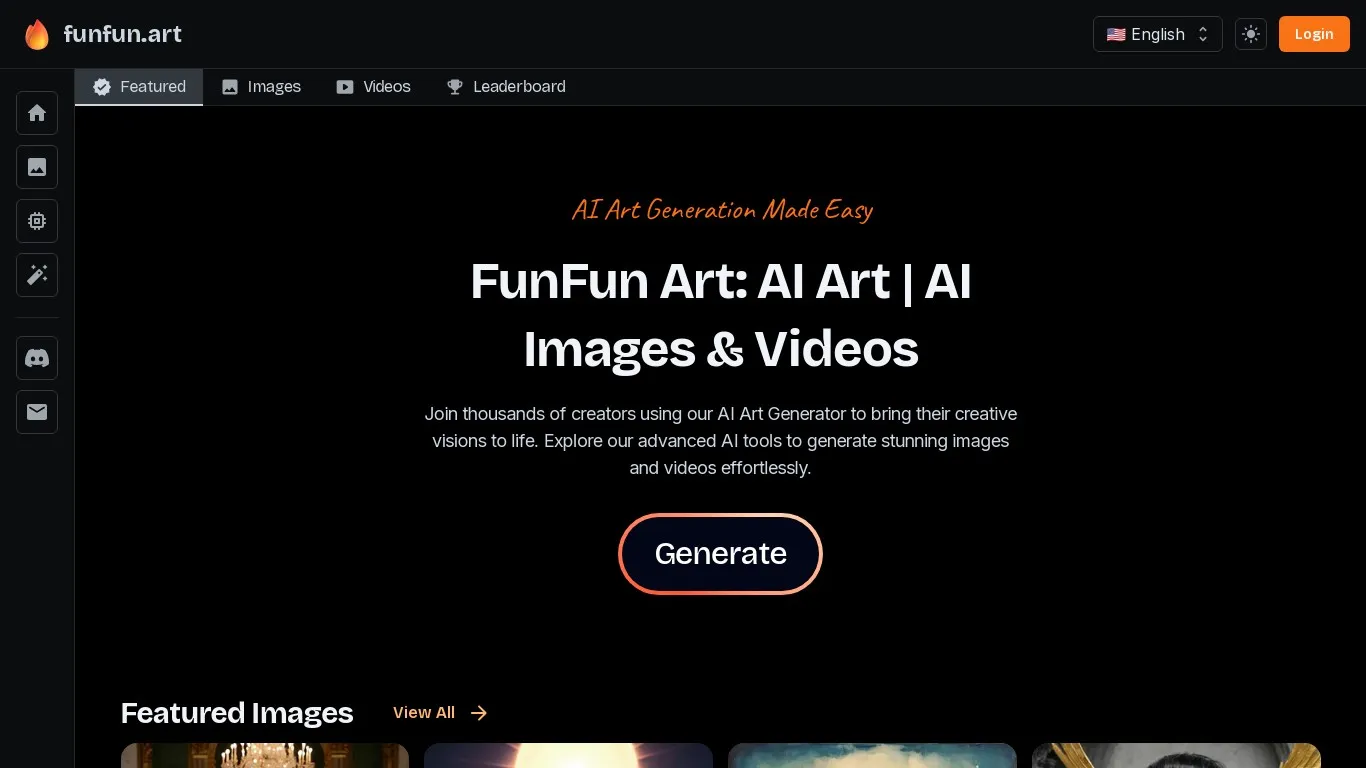 funfun.art
🇺🇸 English
Login
Featured
Images
Videos
Leaderboard
AI Art Generation Made Easy
FunFun Art: AI Art | AI
Images & Videos
Join thousands of creators using our AI Art Generator to bring their creative
visions to life. Explore our advanced AI tools to generate stunning images
and videos effortlessly.
Generate
Featured Images
View All